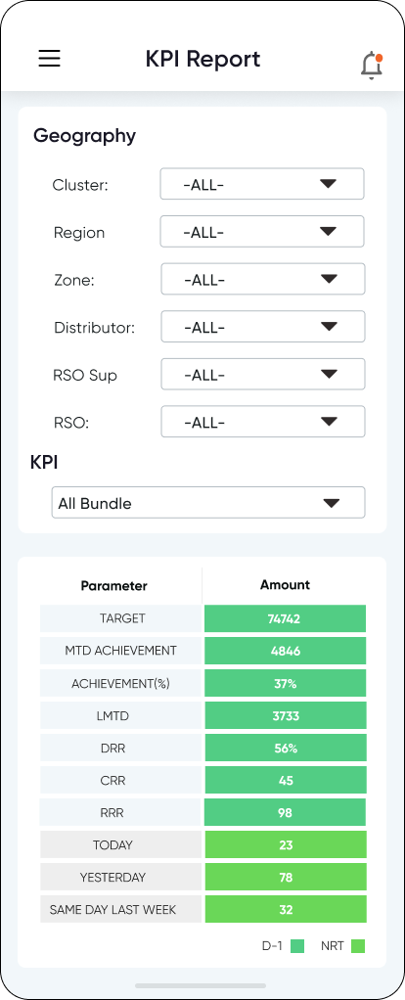 KPI Report
Geography
Cluster: -ALL-
Region -ALL-
Zone: -ALL-
Distributor: -ALL-
RSO Sup -ALL-
RSO: -ALL-
KPI
All Bundle
Parameter Amount
TARGET 74742
MTD ACHIEVEMENT 4846
ACHIEVEMENT(%) 37%
LMTD 3733
DRR 56%
CRR 45
RRR 98
TODAY 23
YESTERDAY 78
SAME DAY LAST WEEK 32
D-1 NRT